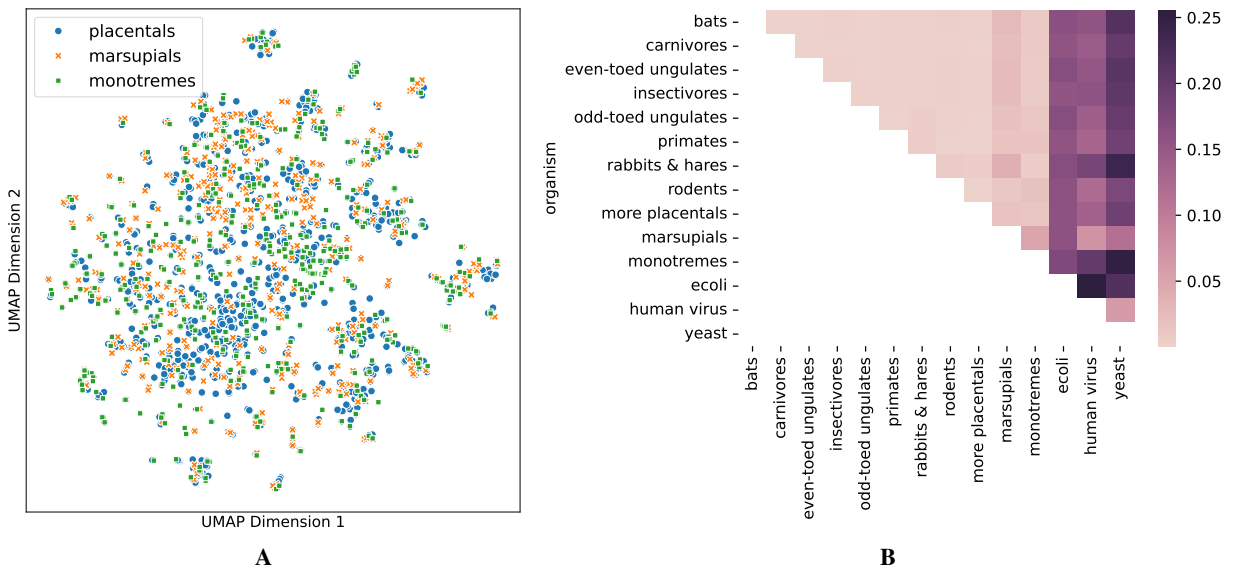 placentals
marsupials
monotremes
UMAP Dimension 2
UMAP Dimension 1
A
organism
bats
carnivores
even-toed ungulates
insectivores
odd-toed ungulates
primates
rabbits & hares
rodents
more placentals
marsupials
monotremes
ecoli
human virus
yeast
bats
carnivores
even-toed ungulates
insectivores
odd-toed ungulates
primates
rabbits & hares
rodents
more placentals
marsupials
monotremes
ecoli
human virus
yeast
0.25
0.20
0.15
0.10
0.05
B